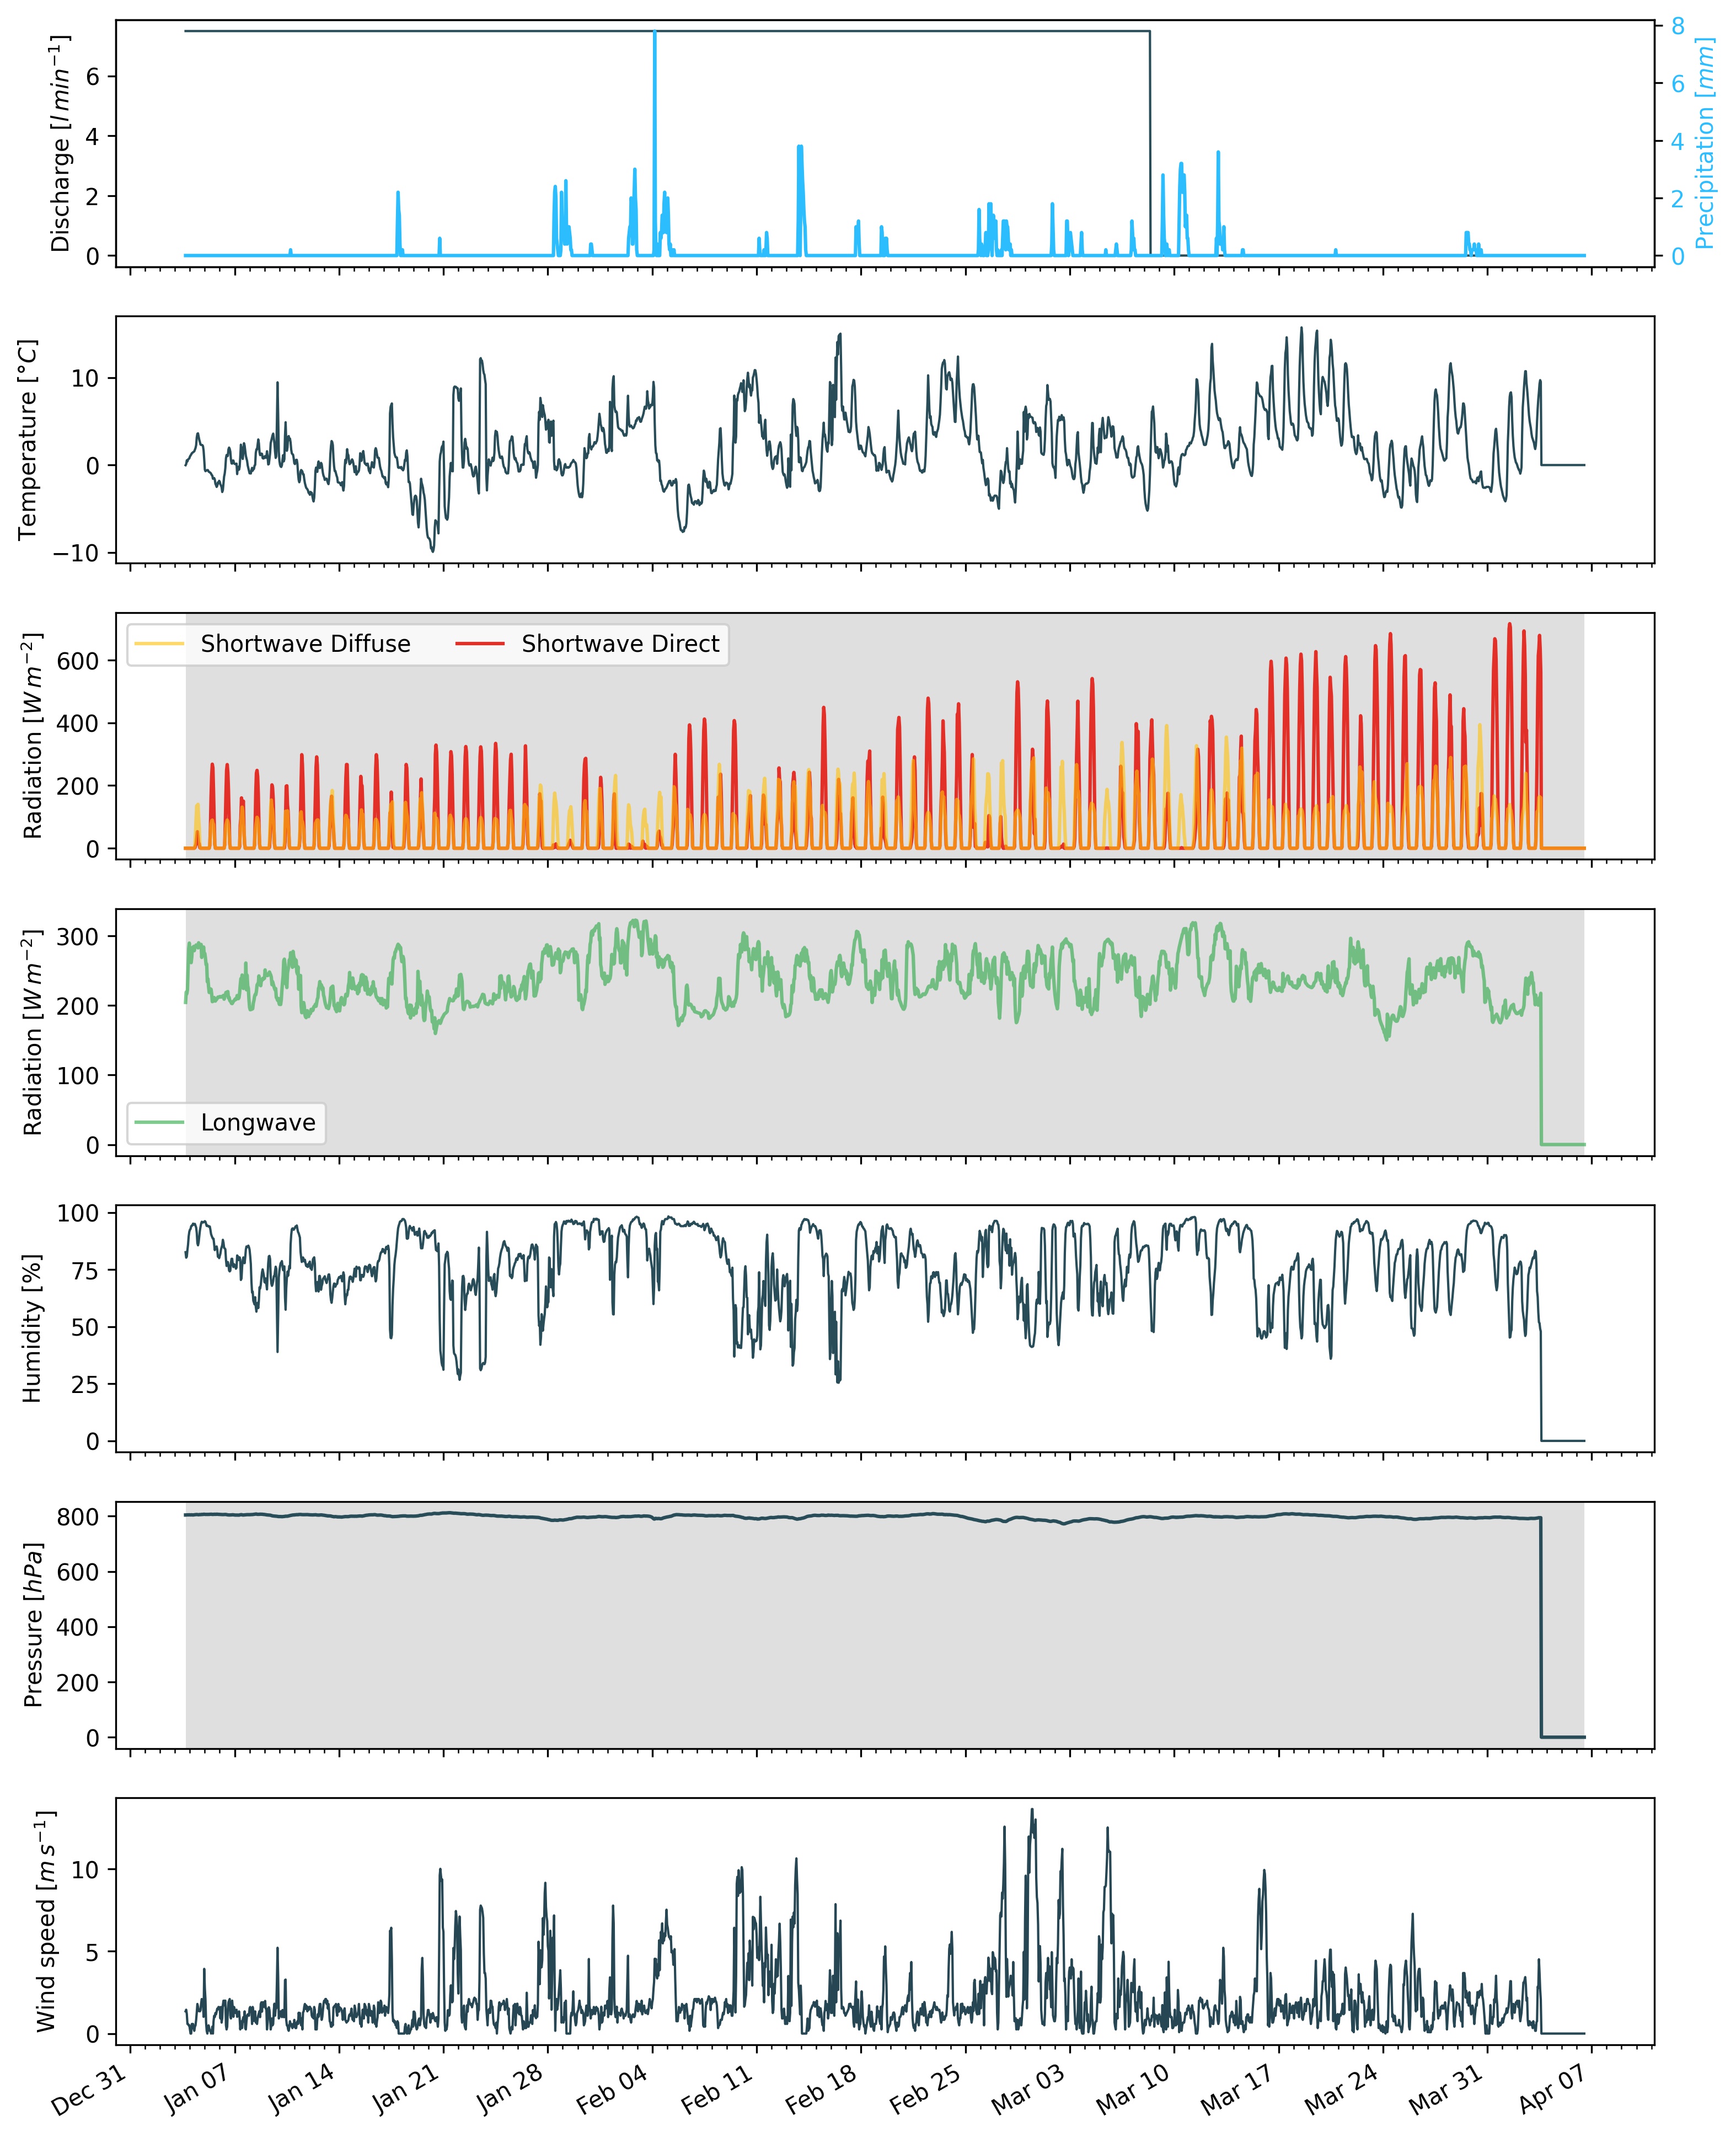 Discharge [l min⁻¹]
6
4
2
0
8
6
4
2
0
Precipitation [mm]
Temperature [°C]
10
0
−10
Radiation [W m⁻²]
600
400
200
0
Shortwave Diffuse
Shortwave Direct
Radiation [W m⁻²]
300
200
100
0
Longwave
Humidity [%]
100
75
50
25
0
Pressure [hPa]
800
600
400
200
0
Wind speed [m s⁻¹]
10
5
0
Dec 31
Jan 07
Jan 14
Jan 21
Jan 28
Feb 04
Feb 11
Feb 18
Feb 25
Mar 03
Mar 10
Mar 17
Mar 24
Mar 31
Apr 07